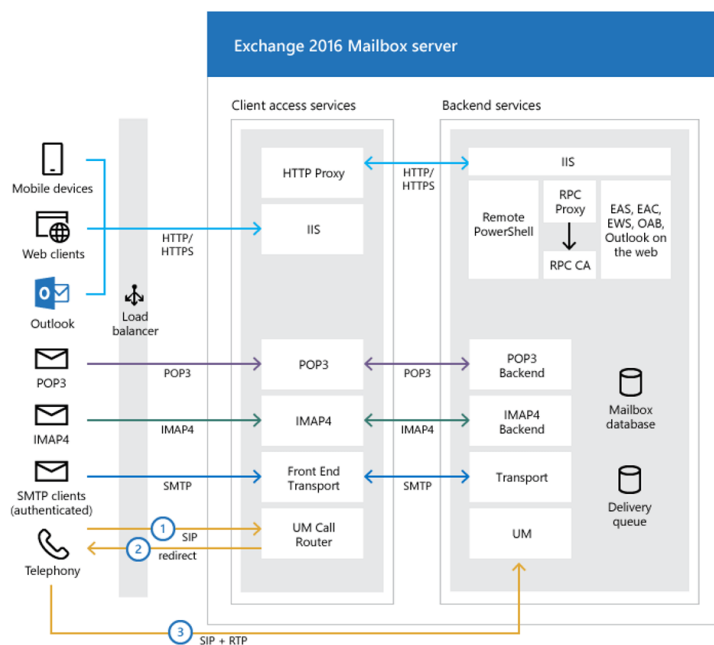 Exchange 2016 Mailbox server
Client access services
Backend services
Mobile devices
Web clients
Outlook
POP3
IMAP4
SMTP clients
(authenticated)
Telephony
Load
balancer
HTTP/
HTTPS
POP3
IMAP4
SMTP
1
SIP
2
redirect
3
SIP + RTP
HTTP Proxy
IIS
POP3
IMAP4
Front End
Transport
UM Call
Router
HTTP/
HTTPS
POP3
IMAP4
SMTP
IIS
Remote
PowerShell
RPC
Proxy
RPC CA
EAS, EAC,
EWS, OAB,
Outlook on
the web
POP3
Backend
IMAP4
Backend
Transport
UM
Mailbox
database
Delivery
queue